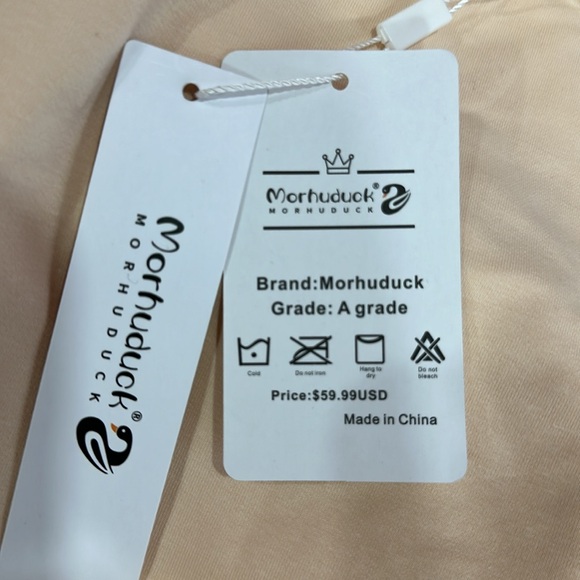 Morhuduck®
MORHUDUCK
Morhuduck®
MORHUDUCK
Brand:Morhuduck
Grade: A grade
Cold
Do not iron
Hang to
dry
Do not
bleach
Price:$59.99USD
Made in China